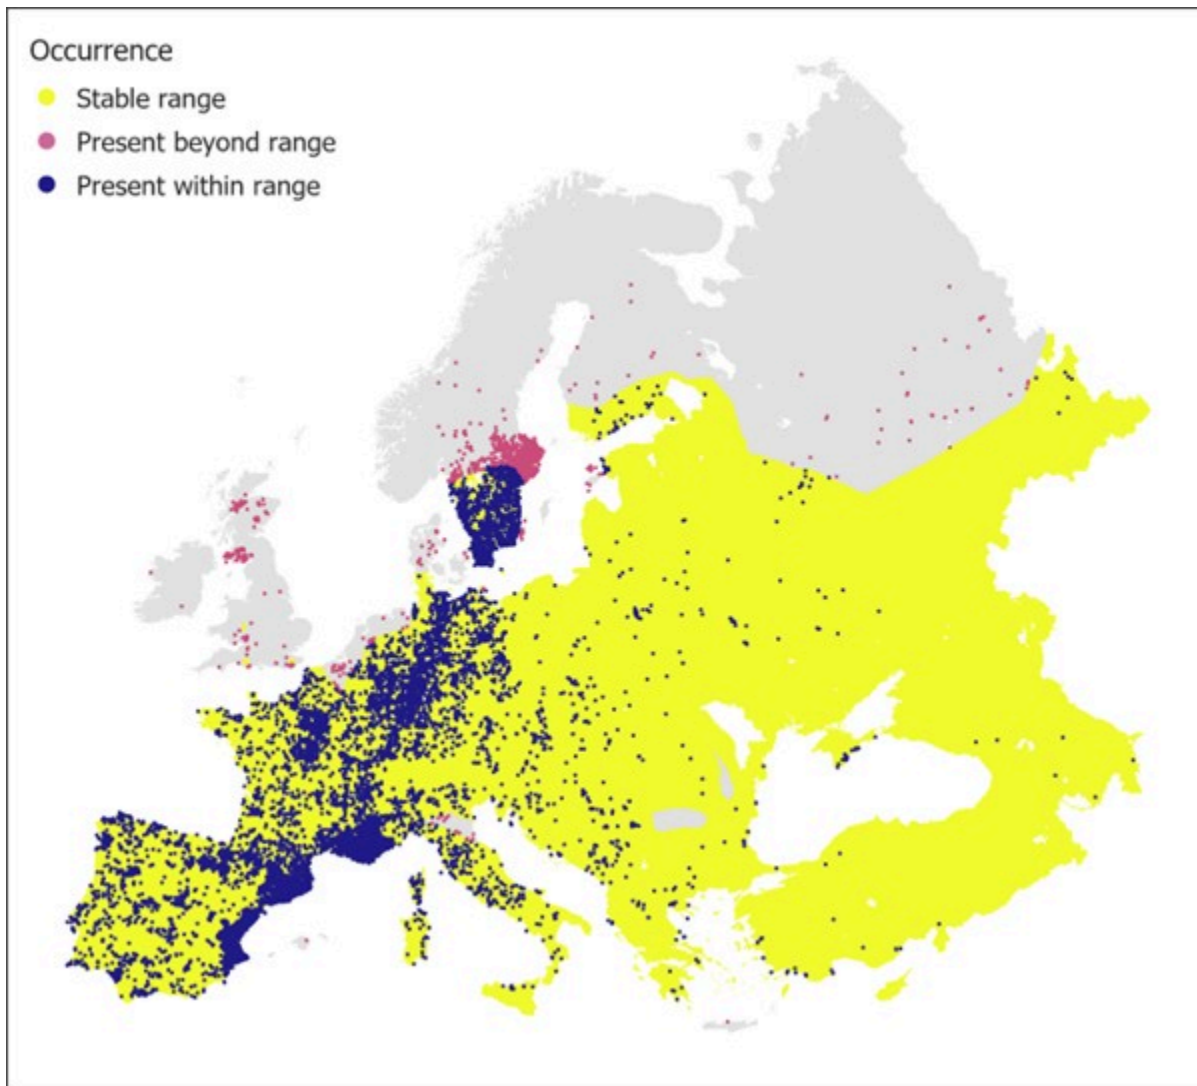 Occurrence
Stable range
Present beyond range
Present within range